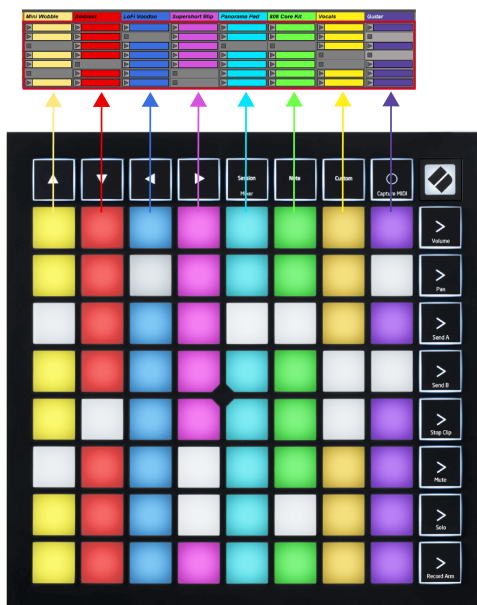 Mini Wobble
LoFi Voodoo
Supershort Stip
Panorama Pad
808 Core Kit
Vocals
Guitar
Session
Mixer
Note
Custom
Capture MIDI
Volume
Pan
Send A
Send B
Stop Clip
Mute
Solo
Record Arm